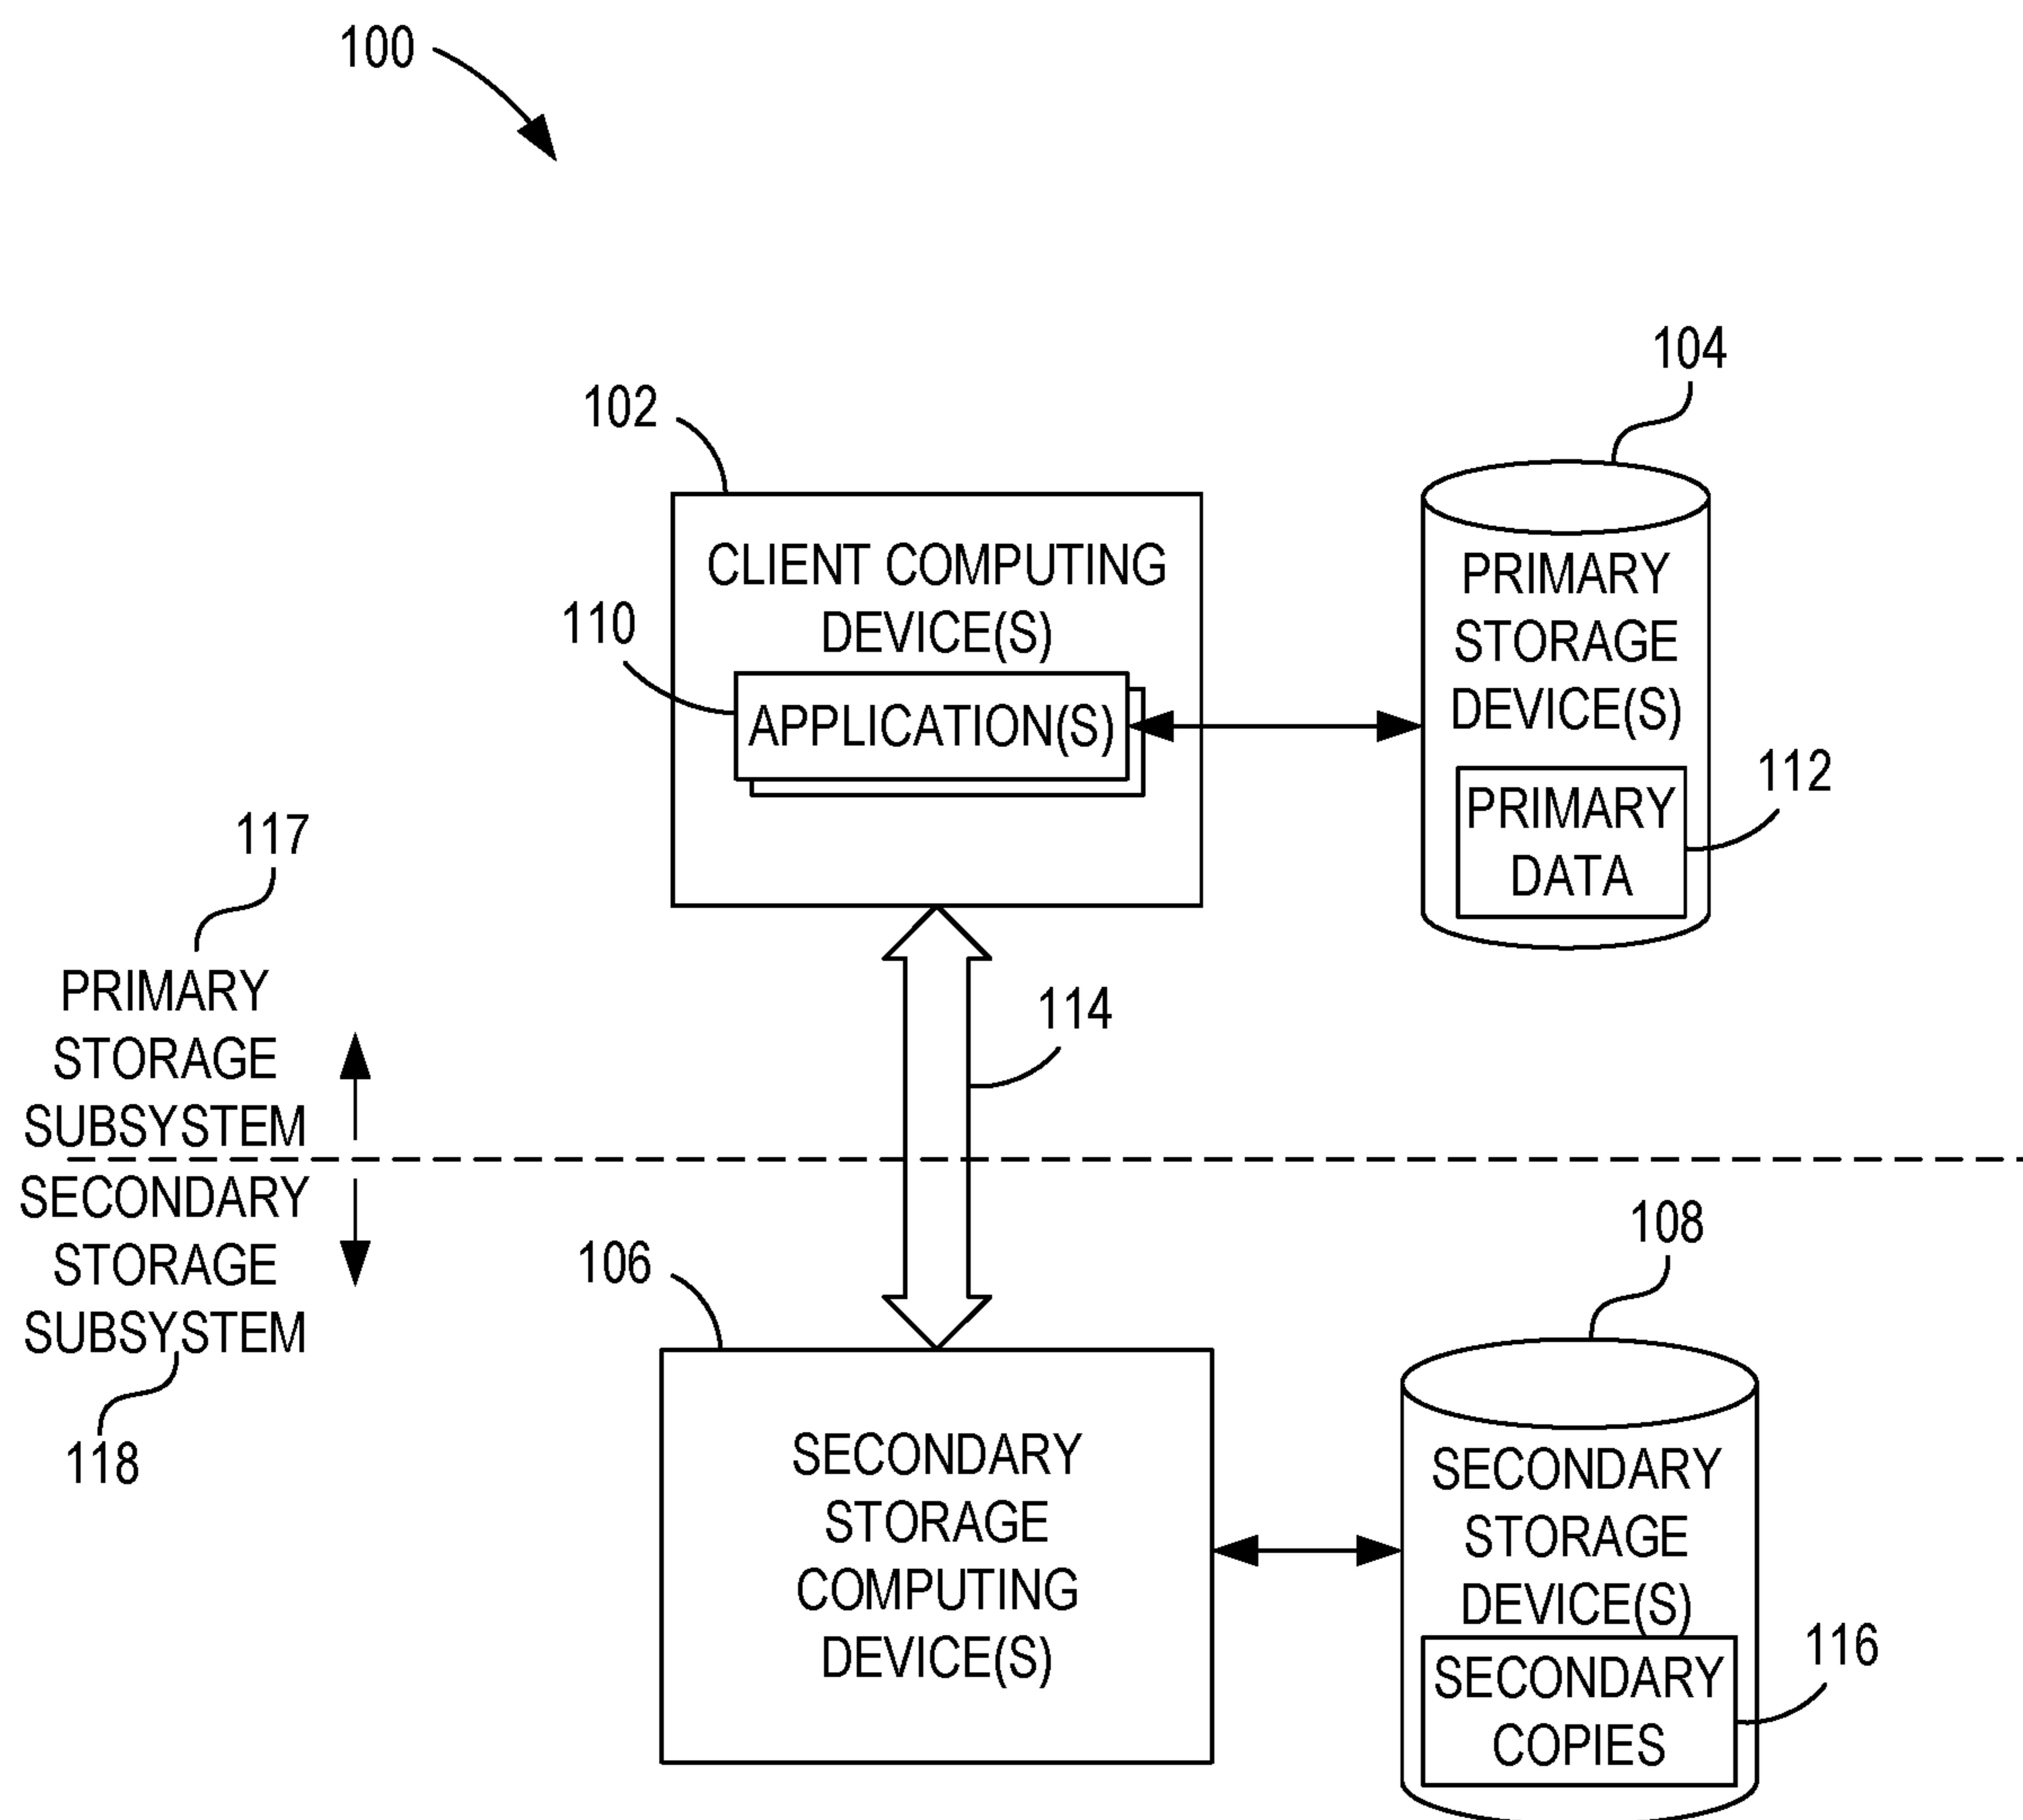 100
104
102
CLIENT COMPUTING
DEVICE(S)
110
APPLICATION(S)
PRIMARY
STORAGE
DEVICE(S)
112
PRIMARY
DATA
117
PRIMARY
STORAGE
SUBSYSTEM
114
SECONDARY
STORAGE
SUBSYSTEM
118
106
108
SECONDARY
STORAGE
COMPUTING
DEVICE(S)
SECONDARY
STORAGE
DEVICE(S)
116
SECONDARY
COPIES